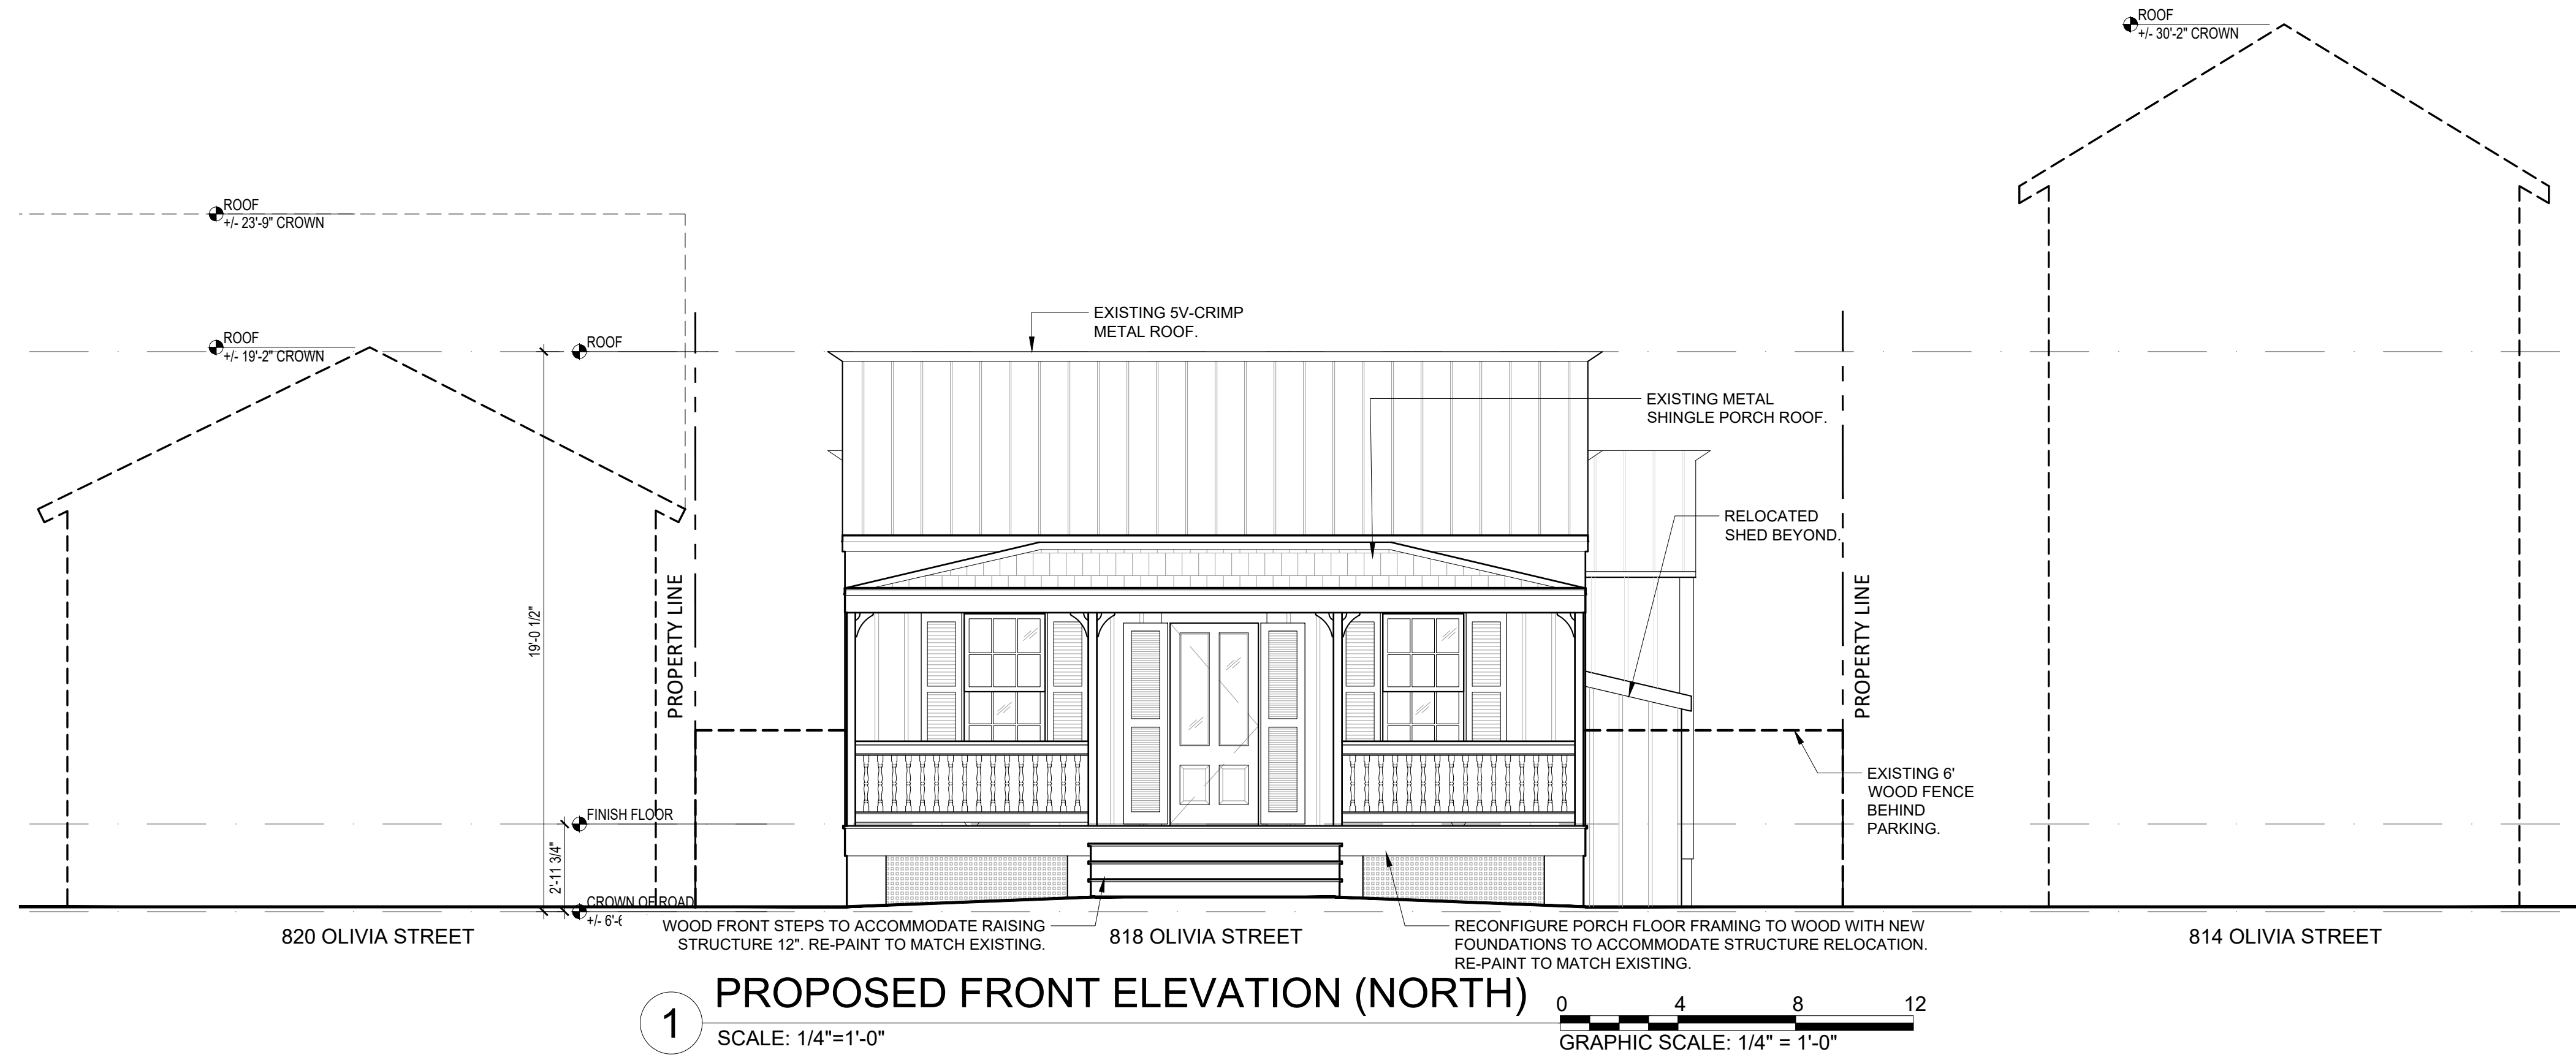 ROOF
+/- 30'-2" CROWN
ROOF
+/- 23'-9" CROWN
ROOF
+/- 19'-2" CROWN
ROOF
EXISTING 5V-CRIMP
METAL ROOF.
EXISTING METAL
SHINGLE PORCH ROOF.
RELOCATED
SHED BEYOND.
19'-0 1/2"
PROPERTY LINE
PROPERTY LINE
EXISTING 6'
WOOD FENCE
BEHIND
PARKING.
FINISH FLOOR
2'-11 3/4"
CROWN OF ROAD
+/- 6'-
WOOD FRONT STEPS TO ACCOMMODATE RAISING
STRUCTURE 12". RE-PAINT TO MATCH EXISTING.
RECONFIGURE PORCH FLOOR FRAMING TO WOOD WITH NEW
FOUNDATIONS TO ACCOMMODATE STRUCTURE RELOCATION.
RE-PAINT TO MATCH EXISTING.
820 OLIVIA STREET
818 OLIVIA STREET
814 OLIVIA STREET
1
PROPOSED FRONT ELEVATION (NORTH)
SCALE: 1/4"=1'-0"
0 4 8 12
GRAPHIC SCALE: 1/4" = 1'-0"